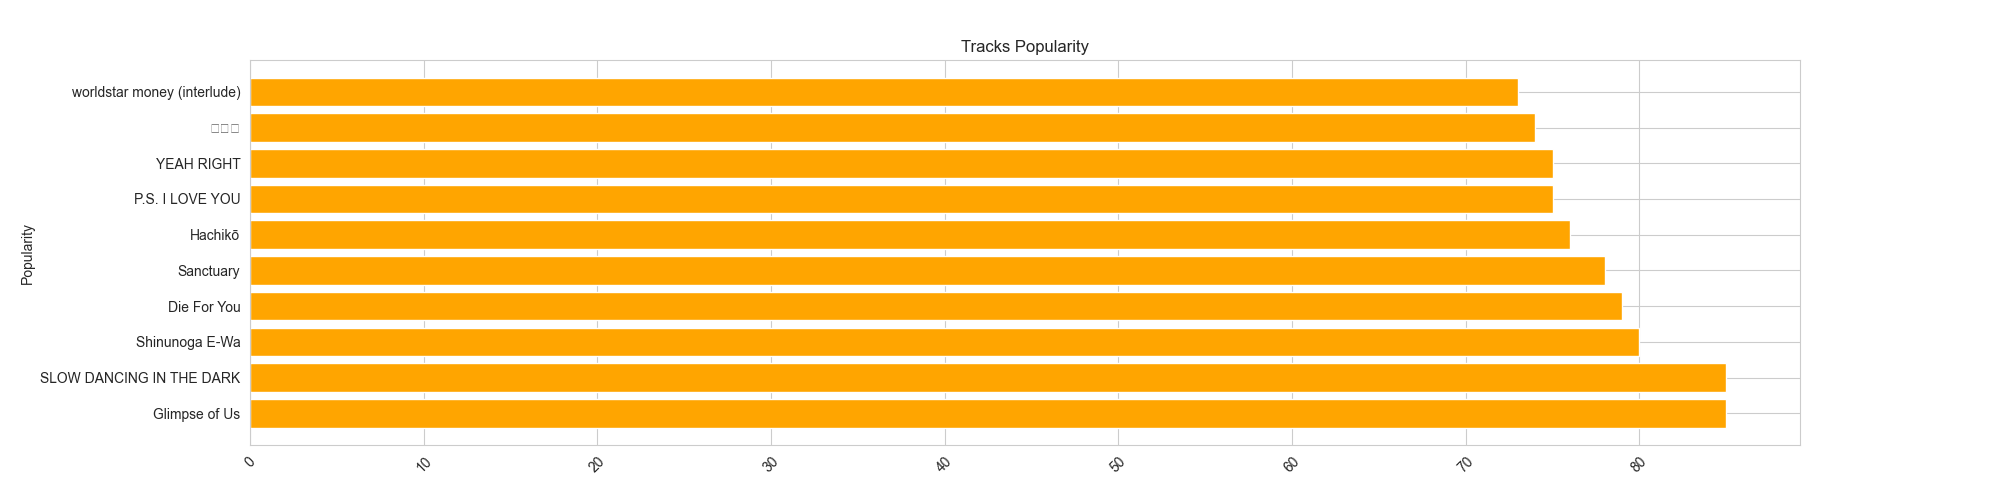 Tracks Popularity
worldstar money (interlude)
YEAH RIGHT
P.S. I LOVE YOU
Hachikō
Sanctuary
Die For You
Shinunoga E-Wa
SLOW DANCING IN THE DARK
Glimpse of Us
Popularity
0 10 20 30 40 50 60 70 80